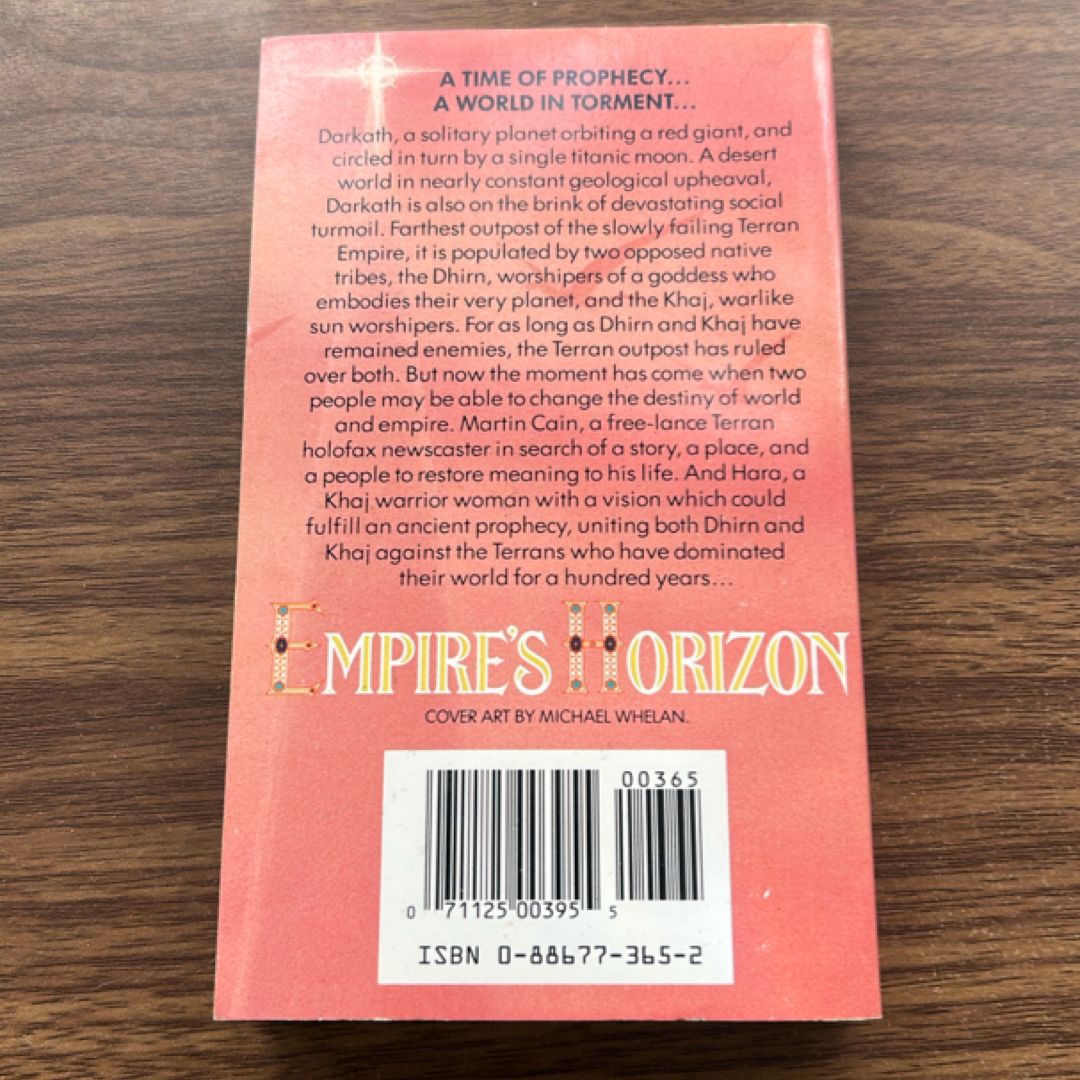 A TIME OF PROPHECY...
A WORLD IN TORMENT...
Darkath, a solitary planet orbiting a red giant, and
circled in turn by a single titanic moon. A desert
world in nearly constant geological upheaval,
Darkath is also on the brink of devastating social
turmoil. Farthest outpost of the slowly failing Terran
Empire, it is populated by two opposed native
tribes, the Dhirn, worshipers of a goddess who
embodies their very planet, and the Khaj, warlike
sun worshipers. For as long as Dhirn and Khaj have
remained enemies, the Terran outpost has ruled
over both. But now the moment has come when two
people may be able to change the destiny of world
and empire. Martin Cain, a free-lance Terran
holofax newscaster in search of a story, a place, and
a people to restore meaning to his life. And Hara, a
Khaj warrior woman with a vision which could
fulfill an ancient prophecy, uniting both Dhirn and
Khaj against the Terrans who have dominated
their world for a hundred years...
EMPIRE'S HORIZON
COVER ART BY MICHAEL WHELAN.
00365
0 71125 00395 5
ISBN 0-88677-365-2